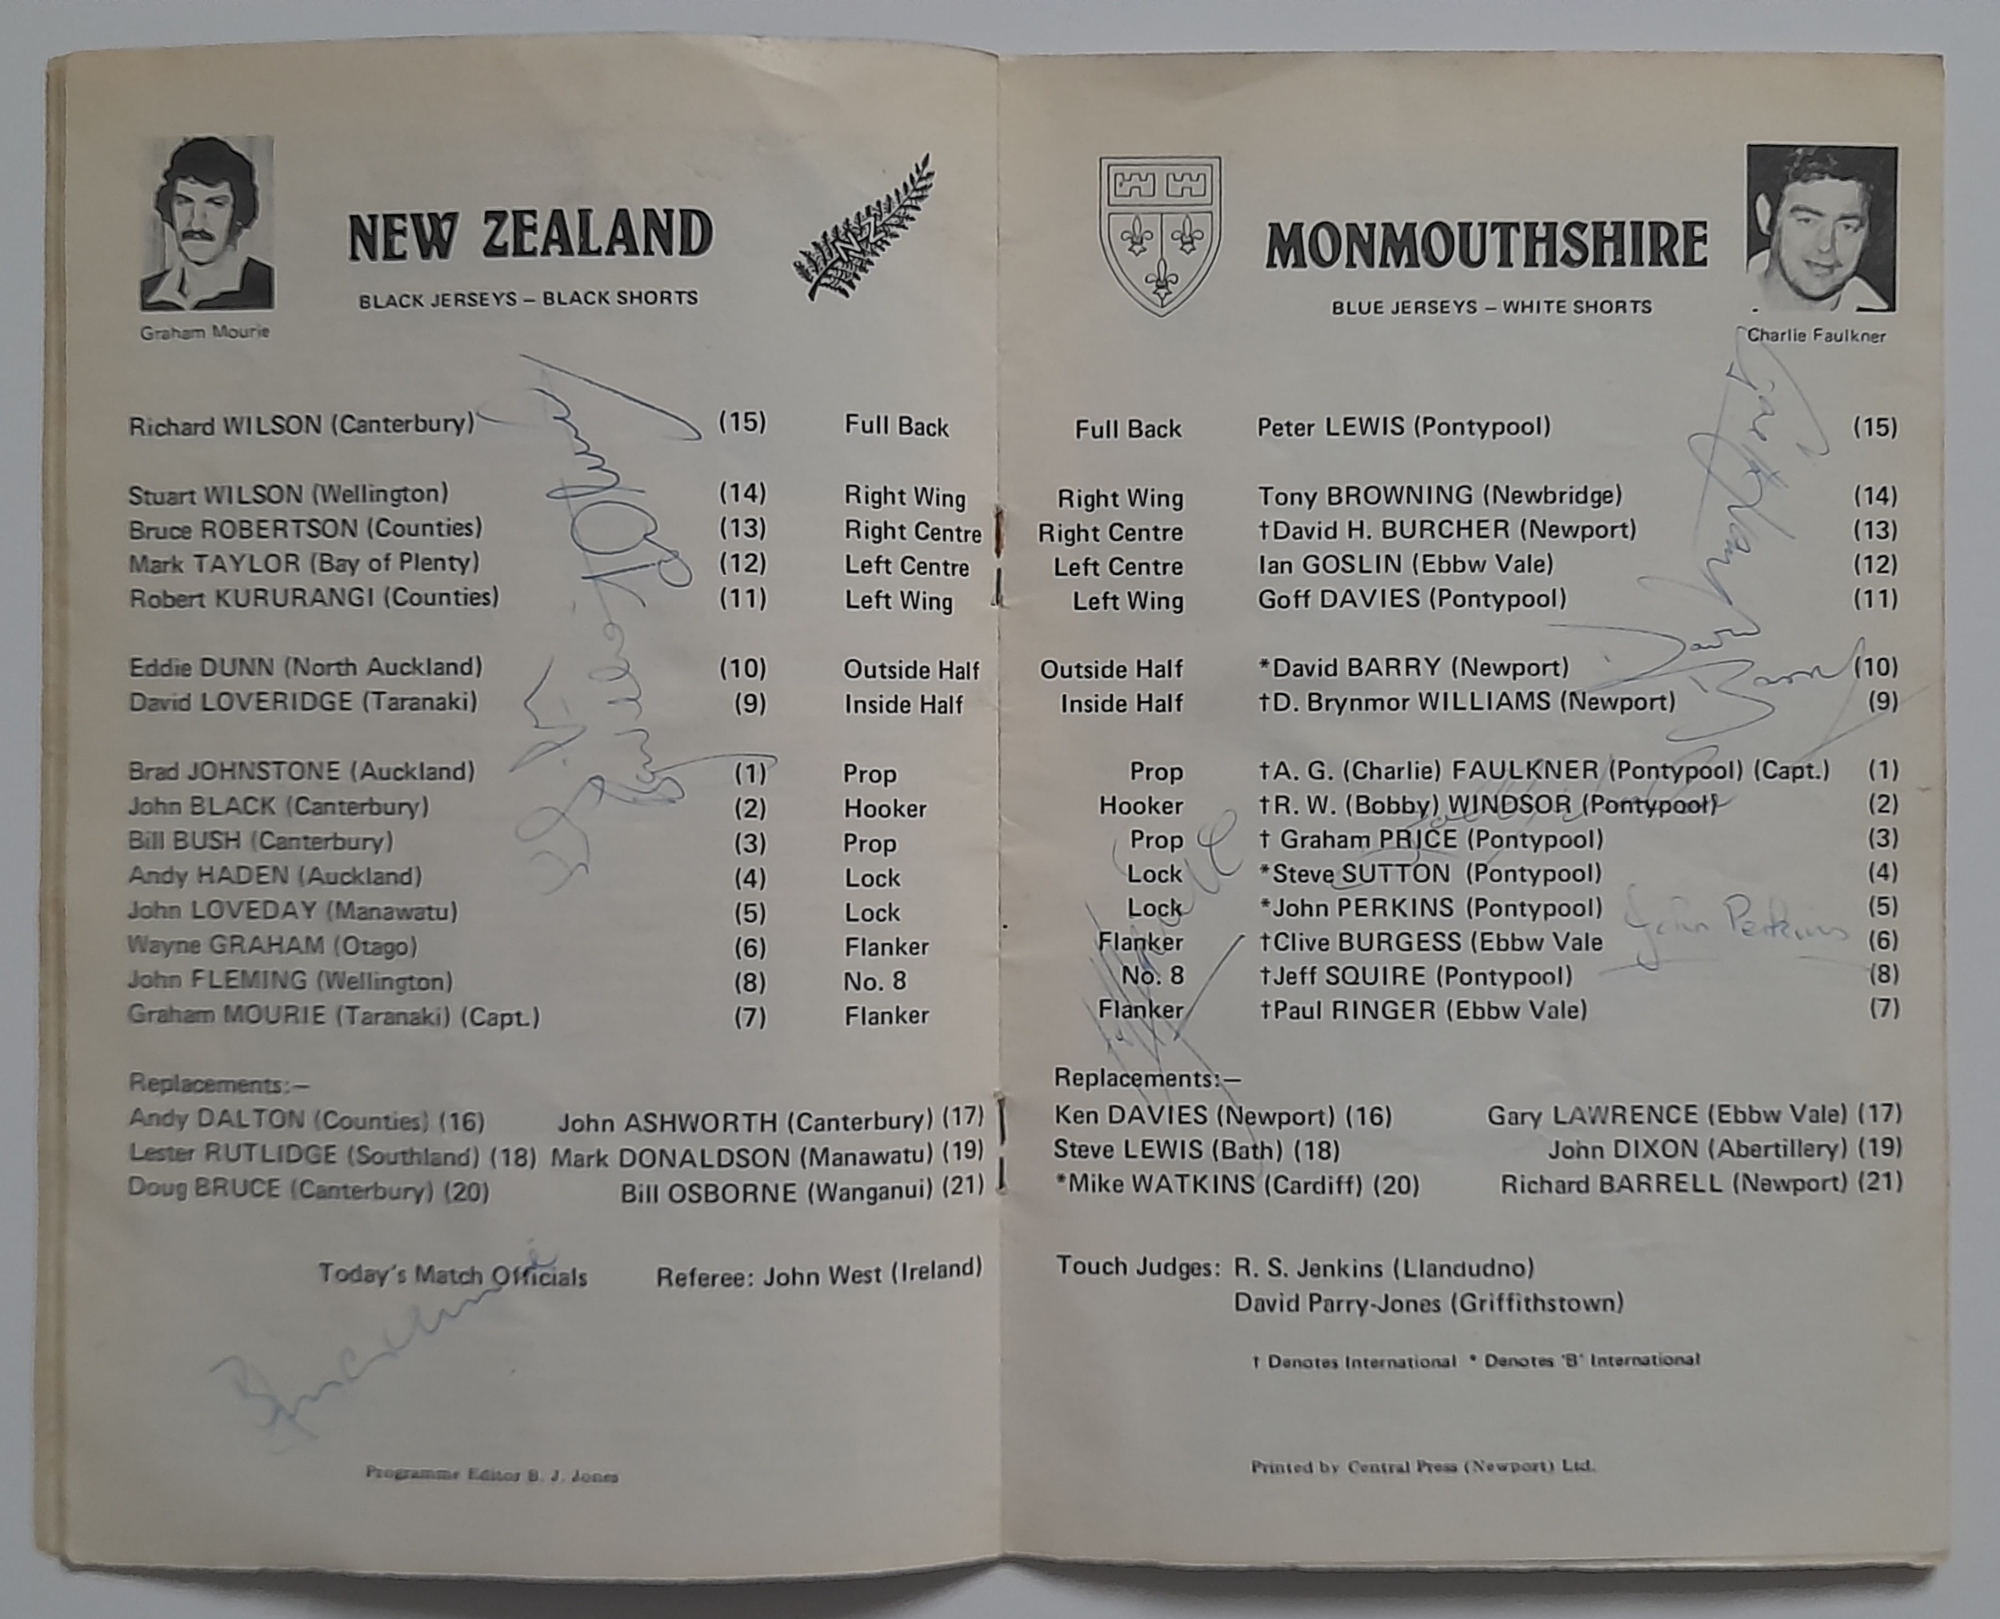 NEW ZEALAND
BLACK JERSEYS – BLACK SHORTS
NZ
Graham Mourie
Richard WILSON (Canterbury) (15) Full Back
Stuart WILSON (Wellington) (14) Right Wing
Bruce ROBERTSON (Counties) (13) Right Centre
Mark TAYLOR (Bay of Plenty) (12) Left Centre
Robert KURURANGI (Counties) (11) Left Wing
Eddie DUNN (North Auckland) (10) Outside Half
David LOVERIDGE (Taranaki) (9) Inside Half
Brad JOHNSTONE (Auckland) (1) Prop
John BLACK (Canterbury) (2) Hooker
Bill BUSH (Canterbury) (3) Prop
Andy HADEN (Auckland) (4) Lock
John LOVEDAY (Manawatu) (5) Lock
Wayne GRAHAM (Otago) (6) Flanker
John FLEMING (Wellington) (8) No. 8
Graham MOURIE (Taranaki) (Capt.) (7) Flanker
Replacements:–
Andy DALTON (Counties) (16) John ASHWORTH (Canterbury) (17)
Lester RUTLIDGE (Southland) (18) Mark DONALDSON (Manawatu) (19)
Doug BRUCE (Canterbury) (20) Bill OSBORNE (Wanganui) (21)
Today's Match Officials Referee: John West (Ireland)
Programme Editor B. J. Jones
MONMOUTHSHIRE
BLUE JERSEYS – WHITE SHORTS
Charlie Faulkner
Full Back Peter LEWIS (Pontypool) (15)
Right Wing Tony BROWNING (Newbridge) (14)
Right Centre †David H. BURCHER (Newport) (13)
Left Centre Ian GOSLIN (Ebbw Vale) (12)
Left Wing Goff DAVIES (Pontypool) (11)
Outside Half *David BARRY (Newport) (10)
David Barry
Inside Half †D. Brynmor WILLIAMS (Newport) (9)
Prop †A. G. (Charlie) FAULKNER (Pontypool) (Capt.) (1)
Hooker †R. W. (Bobby) WINDSOR (Pontypool) (2)
Prop † Graham PRICE (Pontypool) (3)
Lock *Steve SUTTON (Pontypool) (4)
Lock *John PERKINS (Pontypool) (5)
John Perkins
Flanker †Clive BURGESS (Ebbw Vale (6)
No. 8 †Jeff SQUIRE (Pontypool) (8)
Flanker †Paul RINGER (Ebbw Vale) (7)
Replacements:–
Ken DAVIES (Newport) (16) Gary LAWRENCE (Ebbw Vale) (17)
Steve LEWIS (Bath) (18) John DIXON (Abertillery) (19)
*Mike WATKINS (Cardiff) (20) Richard BARRELL (Newport) (21)
Touch Judges: R. S. Jenkins (Llandudno)
David Parry-Jones (Griffithstown)
† Denotes International * Denotes 'B' International
Printed by Central Press (Newport) Ltd.